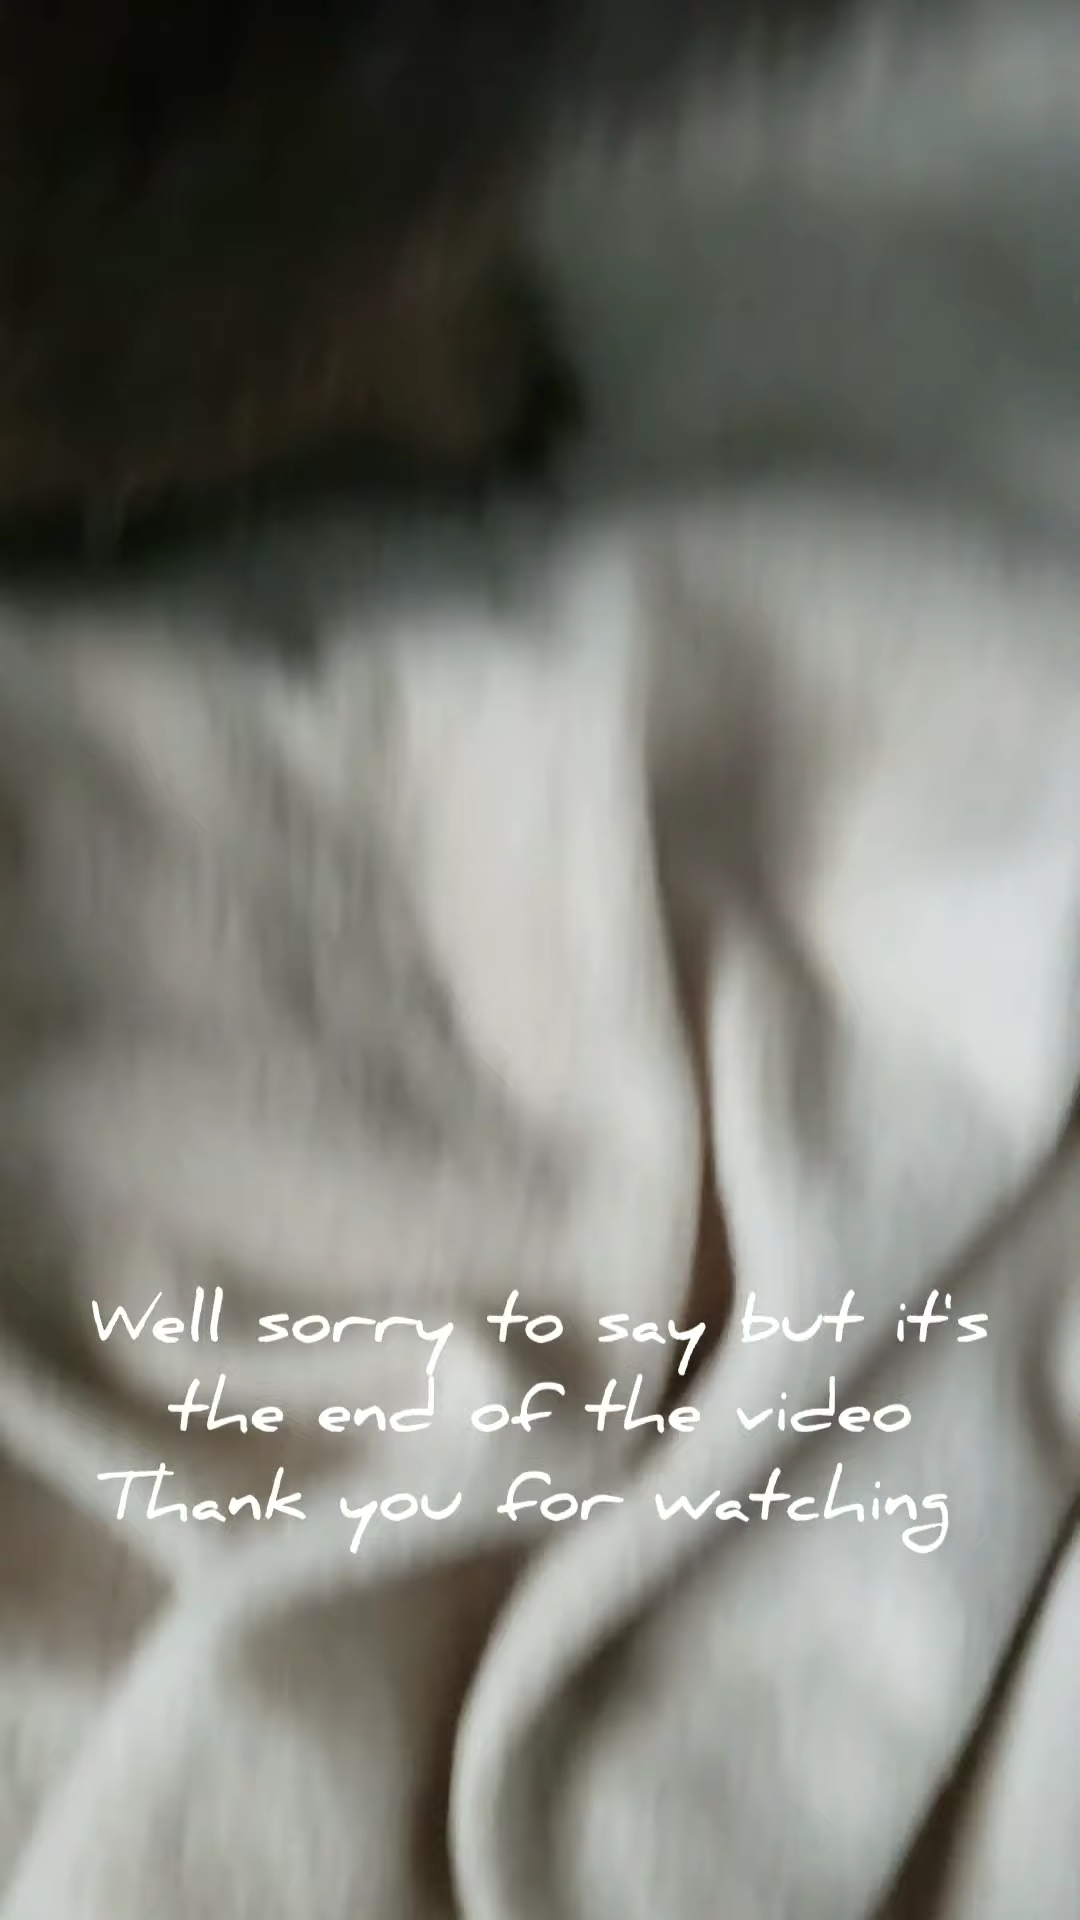 Well sorry to say but it's
the end of the video
Thank you for watching